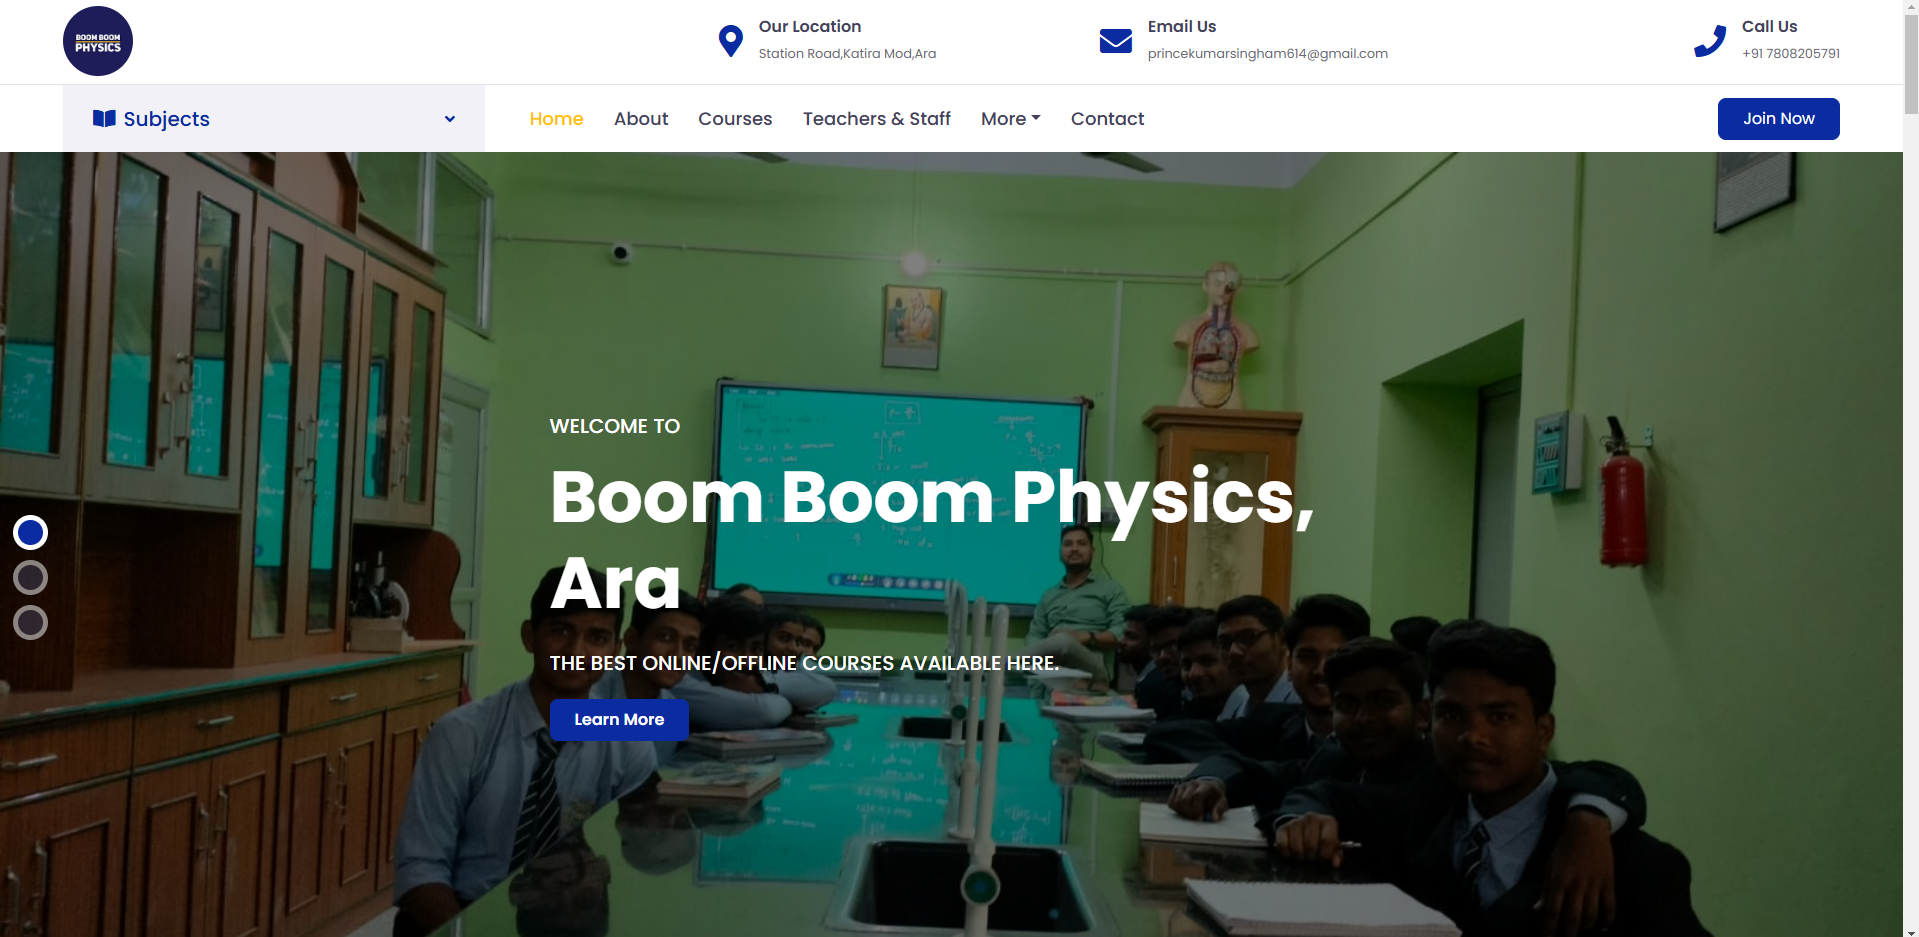 BOOM BOOM
PHYSICS
Our Location
Station Road,Katira Mod,Ara
Email Us
princekumarsingham614@gmail.com
Call Us
+91 7808205791
Subjects
Home
About
Courses
Teachers & Staff
More
Contact
Join Now
WELCOME TO
Boom Boom Physics,
Ara
THE BEST ONLINE/OFFLINE COURSES AVAILABLE HERE.
Learn More